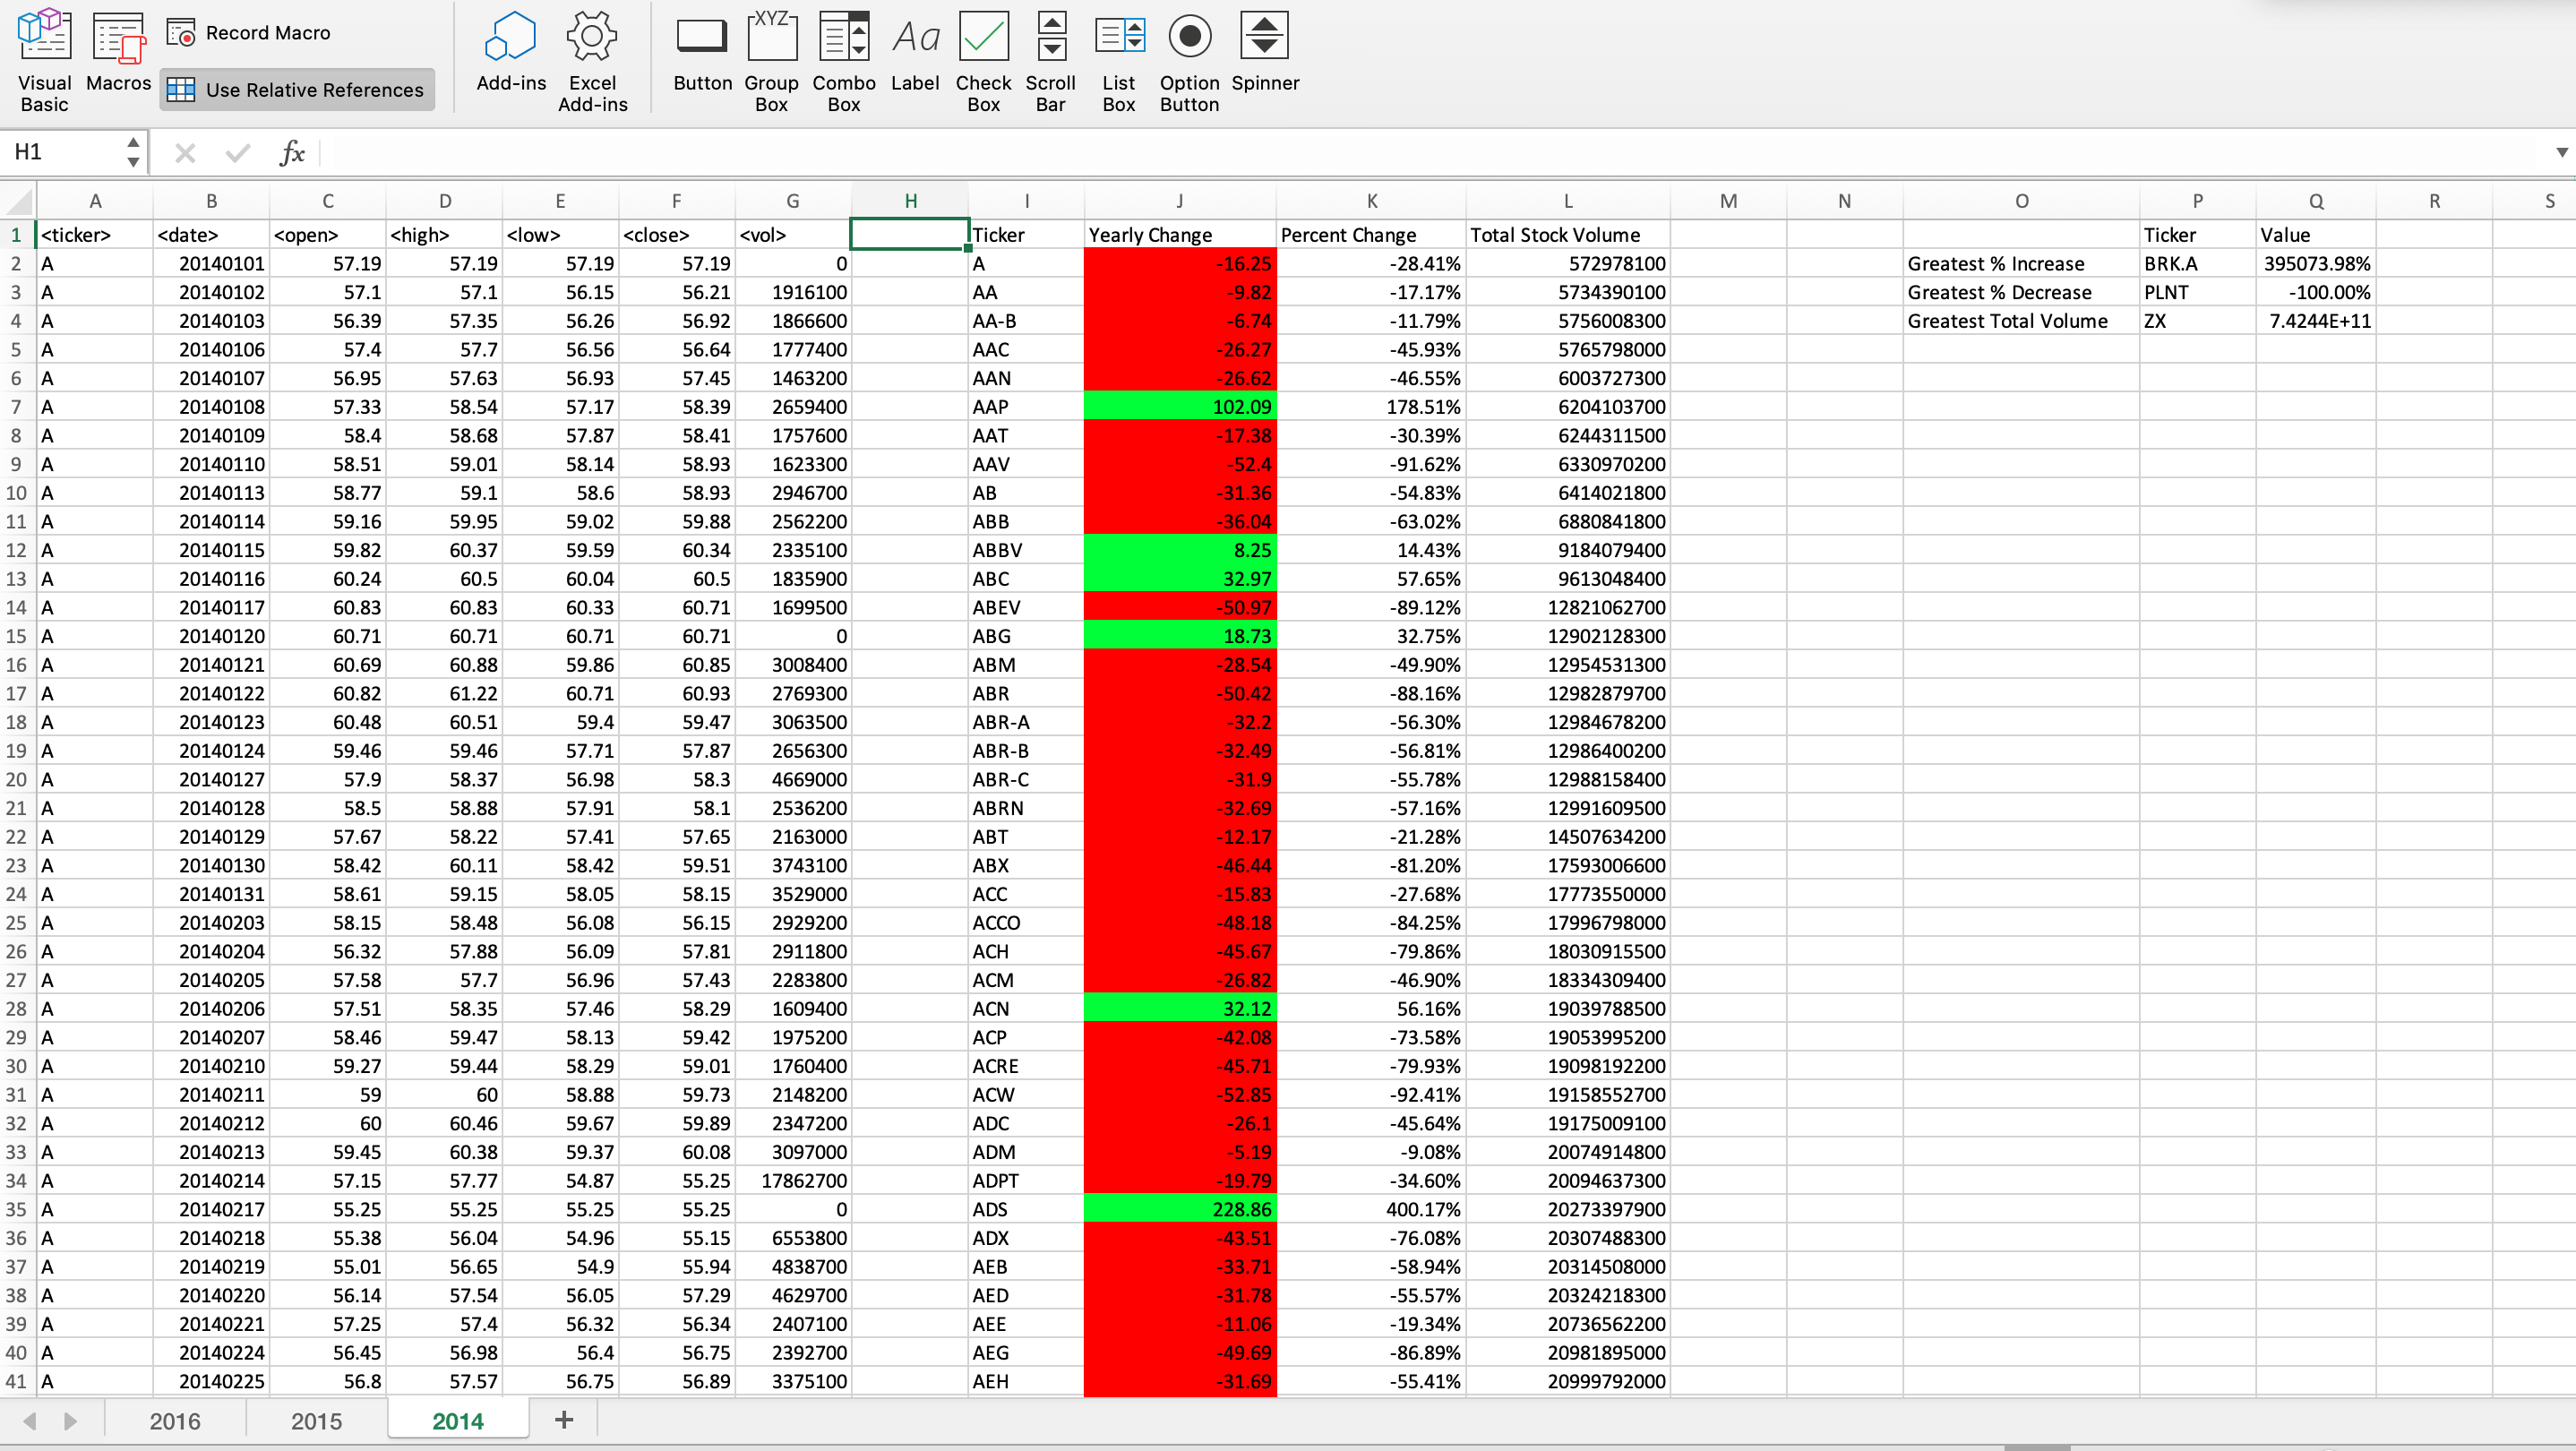 Visual Basic
Macros
Record Macro
Use Relative References
Add-ins
Excel Add-ins
Button
Group Box
Combo Box
Label
Check Box
Scroll Bar
List Box
Option Button
Spinner
XYZ
Aa
H1
fx
A B C D E F G H I J K L M N O P Q R S
1 <ticker> <date> <open> <high> <low> <close> <vol> Ticker Yearly Change Percent Change Total Stock Volume Ticker Value
2 A 20140101 57.19 57.19 57.19 57.19 0 A -16.25 -28.41% 572978100 Greatest % Increase BRK.A 395073.98%
3 A 20140102 57.1 57.1 56.15 56.21 1916100 AA -9.82 -17.17% 5734390100 Greatest % Decrease PLNT -100.00%
4 A 20140103 56.39 57.35 56.26 56.92 1866600 AA-B -6.74 -11.79% 5756008300 Greatest Total Volume ZX 7.4244E+11
5 A 20140106 57.4 57.7 56.56 56.64 1777400 AAC -26.27 -45.93% 5765798000
6 A 20140107 56.95 57.63 56.93 57.45 1463200 AAN -26.62 -46.55% 6003727300
7 A 20140108 57.33 58.54 57.17 58.39 2659400 AAP 102.09 178.51% 6204103700
8 A 20140109 58.4 58.68 57.87 58.41 1757600 AAT -17.38 -30.39% 6244311500
9 A 20140110 58.51 59.01 58.14 58.93 1623300 AAV -52.4 -91.62% 6330970200
10 A 20140113 58.77 59.1 58.6 58.93 2946700 AB -31.36 -54.83% 6414021800
11 A 20140114 59.16 59.95 59.02 59.88 2562200 ABB -36.04 -63.02% 6880841800
12 A 20140115 59.82 60.37 59.59 60.34 2335100 ABBV 8.25 14.43% 9184079400
13 A 20140116 60.24 60.5 60.04 60.5 1835900 ABC 32.97 57.65% 9613048400
14 A 20140117 60.83 60.83 60.33 60.71 1699500 ABEV -50.97 -89.12% 12821062700
15 A 20140120 60.71 60.71 60.71 60.71 0 ABG 18.73 32.75% 12902128300
16 A 20140121 60.69 60.88 59.86 60.85 3008400 ABM -28.54 -49.90% 12954531300
17 A 20140122 60.82 61.22 60.71 60.93 2769300 ABR -50.42 -88.16% 12982879700
18 A 20140123 60.48 60.51 59.4 59.47 3063500 ABR-A -32.2 -56.30% 12984678200
19 A 20140124 59.46 59.46 57.71 57.87 2656300 ABR-B -32.49 -56.81% 12986400200
20 A 20140127 57.9 58.37 56.98 58.3 4669000 ABR-C -31.9 -55.78% 12988158400
21 A 20140128 58.5 58.88 57.91 58.1 2536200 ABRN -32.69 -57.16% 12991609500
22 A 20140129 57.67 58.22 57.41 57.65 2163000 ABT -12.17 -21.28% 14507634200
23 A 20140130 58.42 60.11 58.42 59.51 3743100 ABX -46.44 -81.20% 17593006600
24 A 20140131 58.61 59.15 58.05 58.15 3529000 ACC -15.83 -27.68% 17773550000
25 A 20140203 58.15 58.48 56.08 56.15 2929200 ACCO -48.18 -84.25% 17996798000
26 A 20140204 56.32 57.88 56.09 57.81 2911800 ACH -45.67 -79.86% 18030915500
27 A 20140205 57.58 57.7 56.96 57.43 2283800 ACM -26.82 -46.90% 18334309400
28 A 20140206 57.51 58.35 57.46 58.29 1609400 ACN 32.12 56.16% 19039788500
29 A 20140207 58.46 59.47 58.13 59.42 1975200 ACP -42.08 -73.58% 19053995200
30 A 20140210 59.27 59.44 58.29 59.01 1760400 ACRE -45.71 -79.93% 19098192200
31 A 20140211 59 60 58.88 59.73 2148200 ACW -52.85 -92.41% 19158552700
32 A 20140212 60 60.46 59.67 59.89 2347200 ADC -26.1 -45.64% 19175009100
33 A 20140213 59.45 60.38 59.37 60.08 3097000 ADM -5.19 -9.08% 20074914800
34 A 20140214 57.15 57.77 54.87 55.25 17862700 ADPT -19.79 -34.60% 20094637300
35 A 20140217 55.25 55.25 55.25 55.25 0 ADS 228.86 400.17% 20273397900
36 A 20140218 55.38 56.04 54.96 55.15 6553800 ADX -43.51 -76.08% 20307488300
37 A 20140219 55.01 56.65 54.9 55.94 4838700 AEB -33.71 -58.94% 20314508000
38 A 20140220 56.14 57.54 56.05 57.29 4629700 AED -31.78 -55.57% 20324218300
39 A 20140221 57.25 57.4 56.32 56.34 2407100 AEE -11.06 -19.34% 20736562200
40 A 20140224 56.45 56.98 56.4 56.75 2392700 AEG -49.69 -86.89% 20981895000
41 A 20140225 56.8 57.57 56.75 56.89 3375100 AEH -31.69 -55.41% 20999792000
2016 2015 2014 +